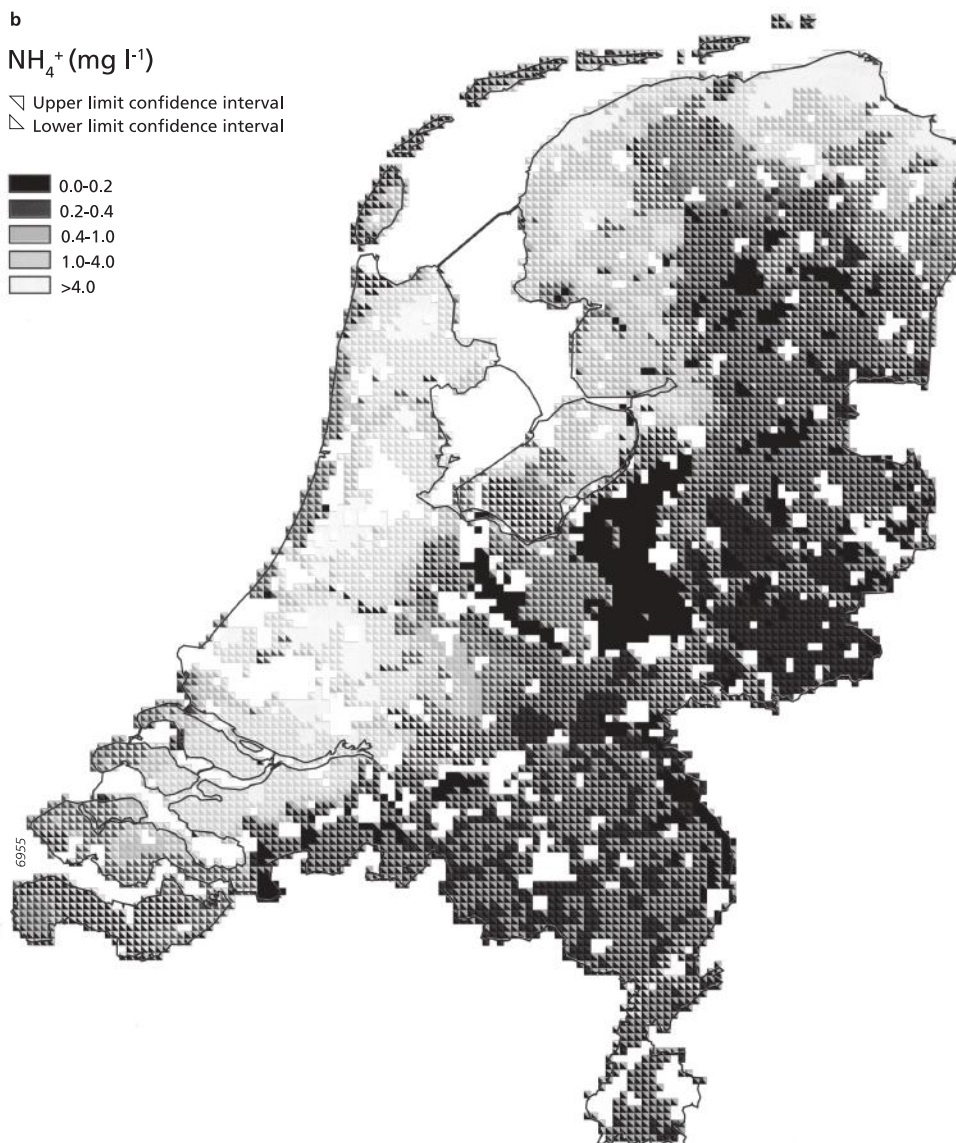 b
NH₄⁺ (mg l⁻¹)
Upper limit confidence interval
Lower limit confidence interval
0.0-0.2
0.2-0.4
0.4-1.0
1.0-4.0
>4.0
6955